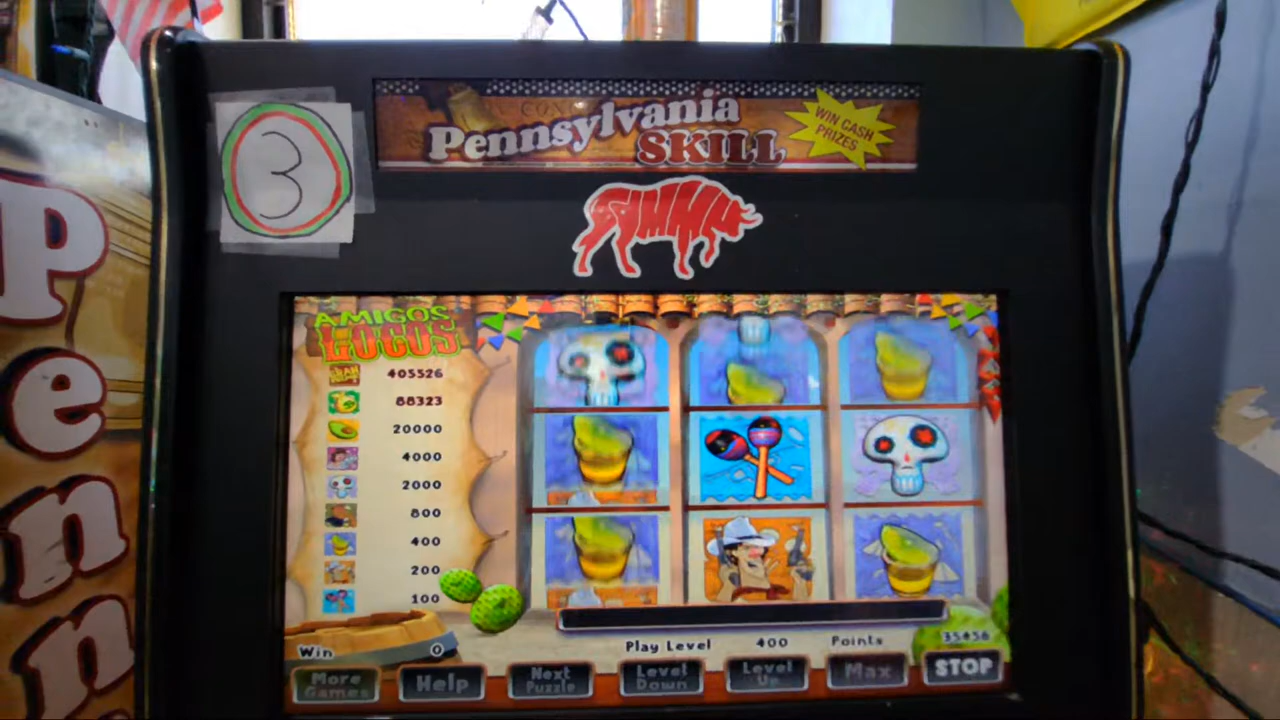 Pennsylvania
SKILL
WIN CASH
PRIZES
3
Penn
AMIGOS
LOCOS
405526
88323
20000
4000
2000
800
400
200
100
Win 0
Play Level 400
Points 35456
More
Games
Help
Next
Puzzle
Level
Down
Level
Up
Max
STOP